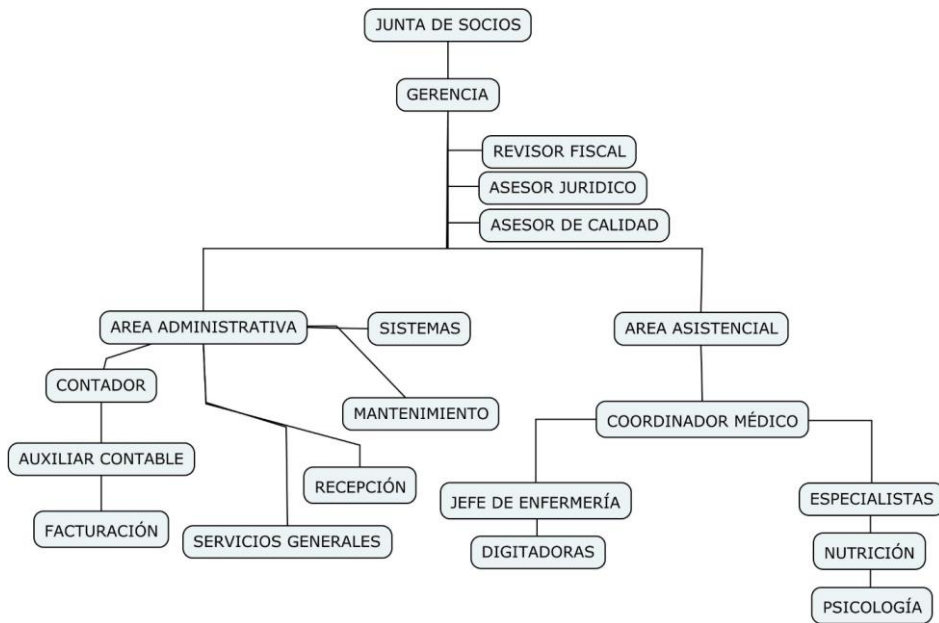 JUNTA DE SOCIOS
GERENCIA
REVISOR FISCAL
ASESOR JURIDICO
ASESOR DE CALIDAD
AREA ADMINISTRATIVA
SISTEMAS
AREA ASISTENCIAL
CONTADOR
MANTENIMIENTO
COORDINADOR MÉDICO
AUXILIAR CONTABLE
RECEPCIÓN
JEFE DE ENFERMERÍA
ESPECIALISTAS
FACTURACIÓN
SERVICIOS GENERALES
DIGITADORAS
NUTRICIÓN
PSICOLOGÍA